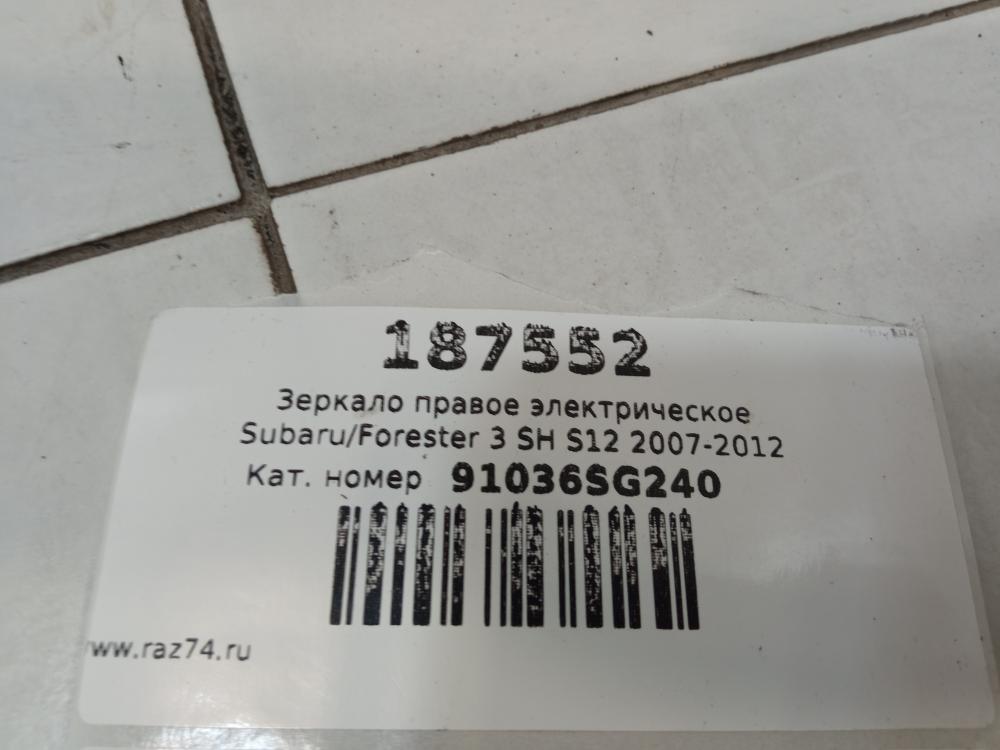 187552
Зеркало правое электрическое
Subaru/Forester 3 SH S12 2007-2012
Кат. номер 91036SG240
www.raz74.ru